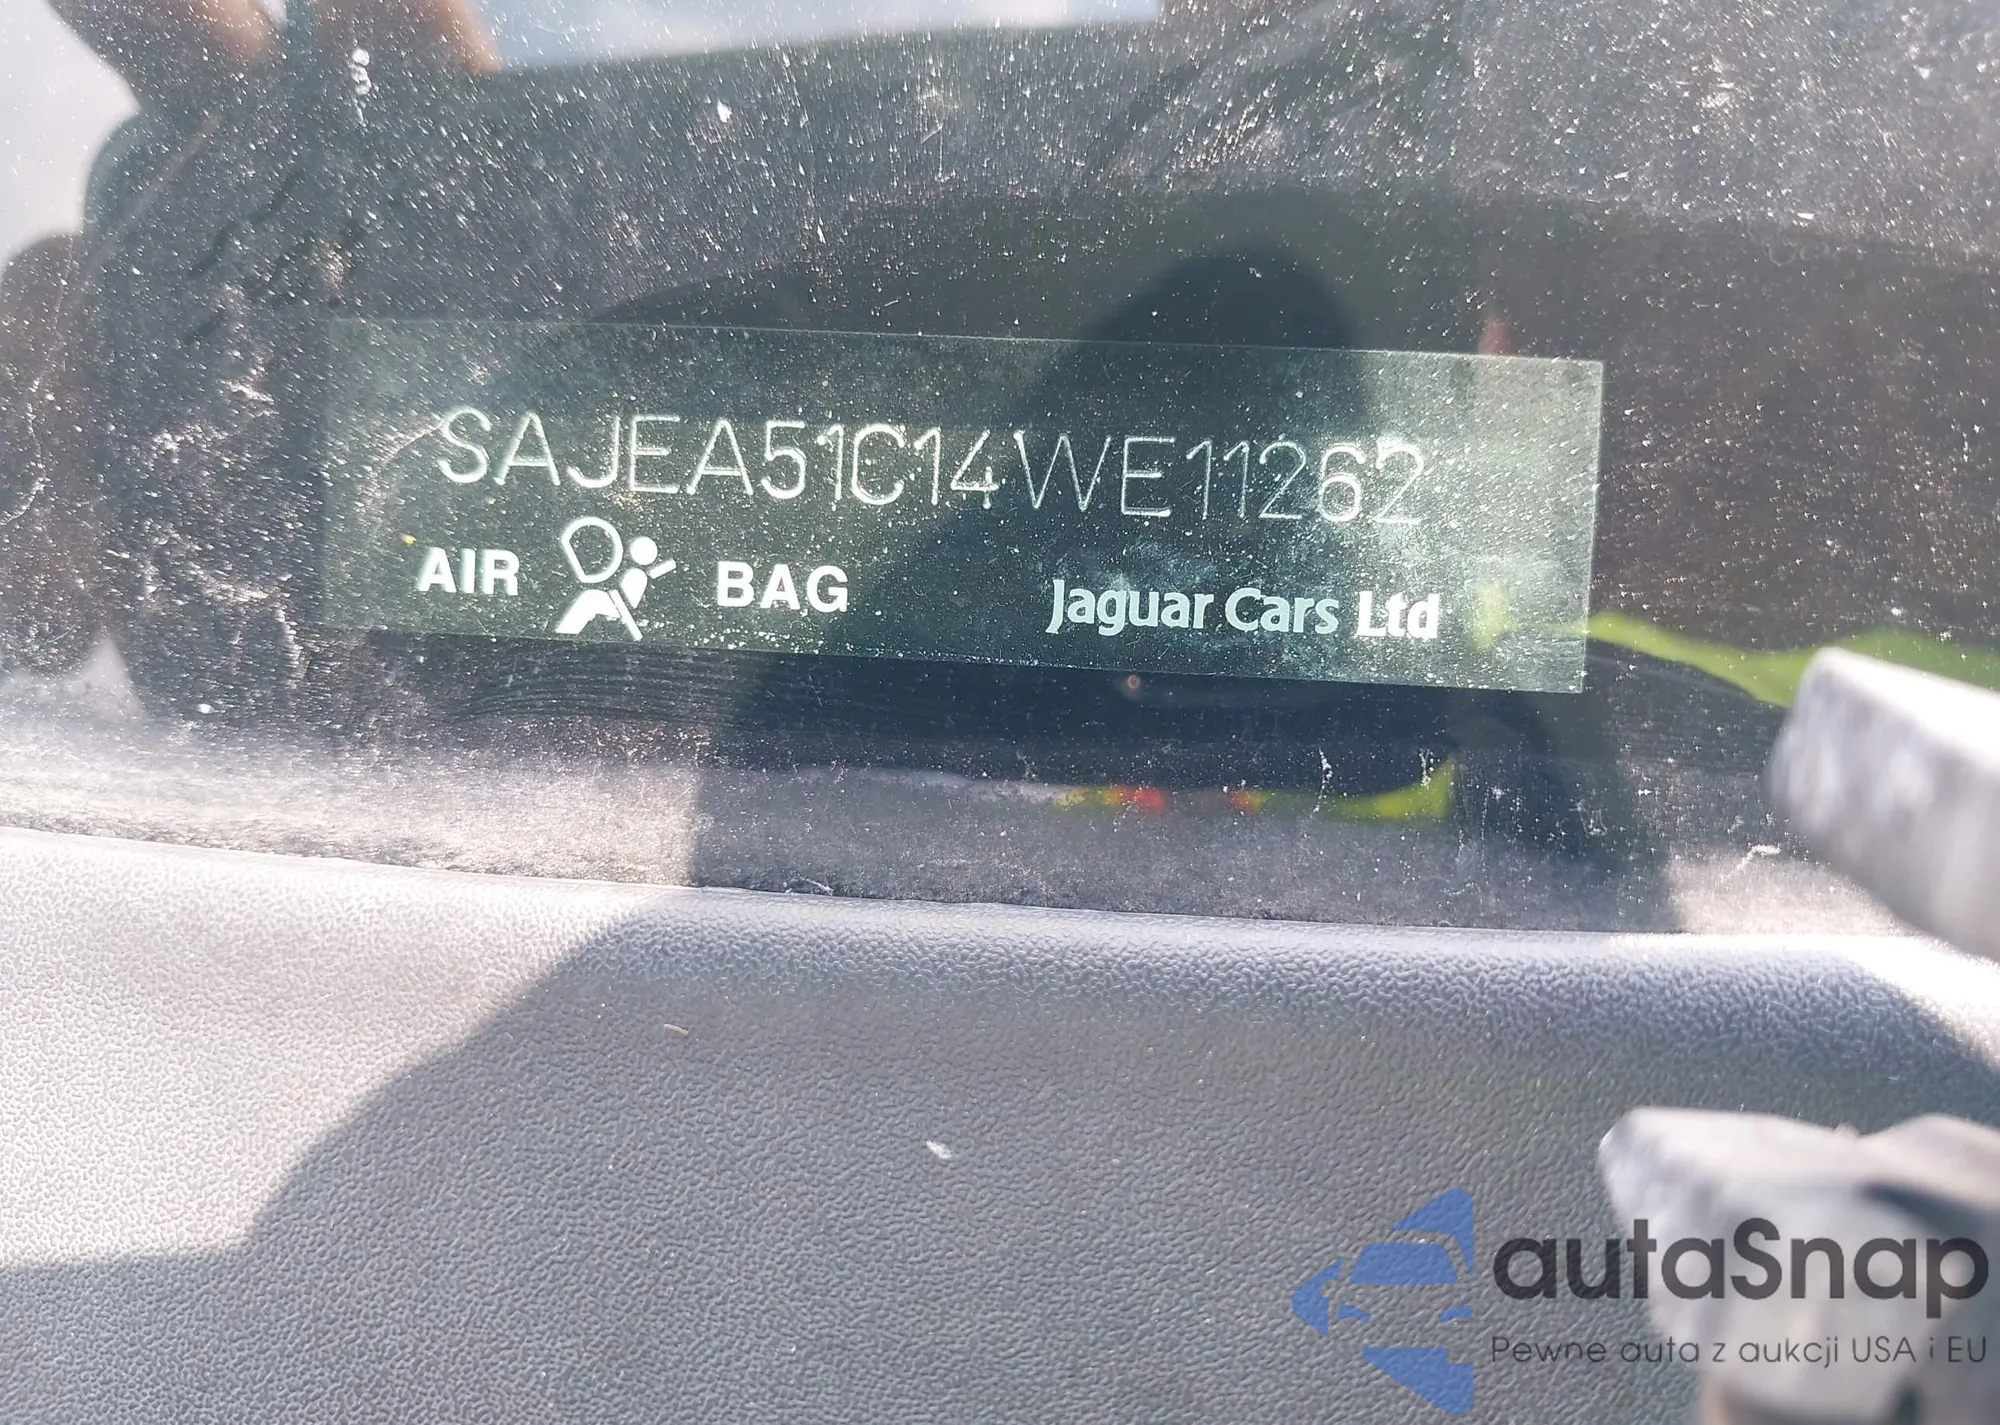 SAJEA51C14WE11262
AIR BAG Jaguar Cars Ltd
autaSnap
Pewne auta z aukcji USA i EU